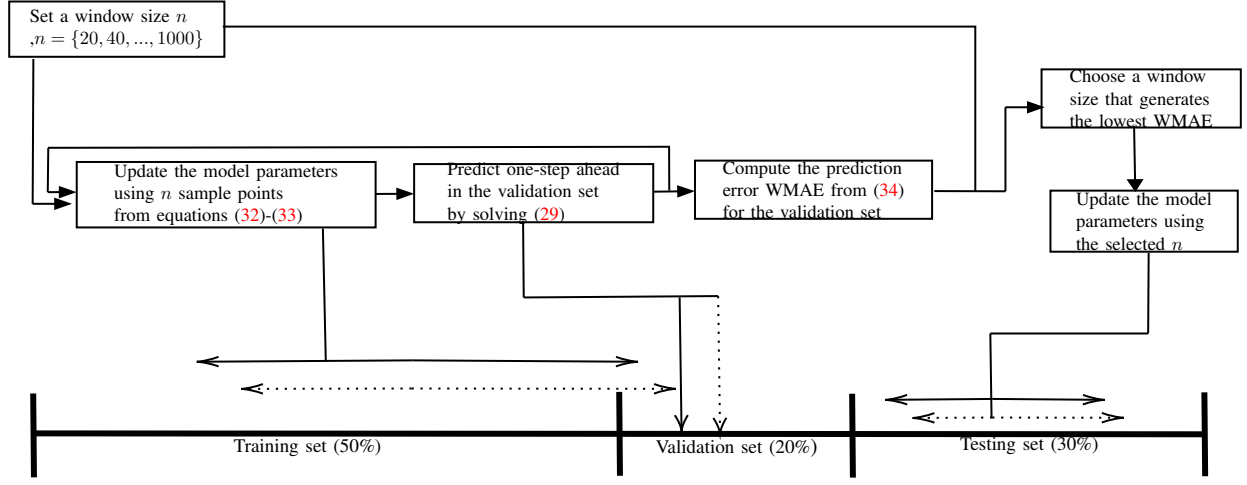 Set a window size n
,n = {20, 40, ..., 1000}
Update the model parameters
using n sample points
from equations (32)-(33)
Predict one-step ahead
in the validation set
by solving (29)
Compute the prediction
error WMAE from (34)
for the validation set
Choose a window
size that generates
the lowest WMAE
Update the model
parameters using
the selected n
Training set (50%)
Validation set (20%)
Testing set (30%)